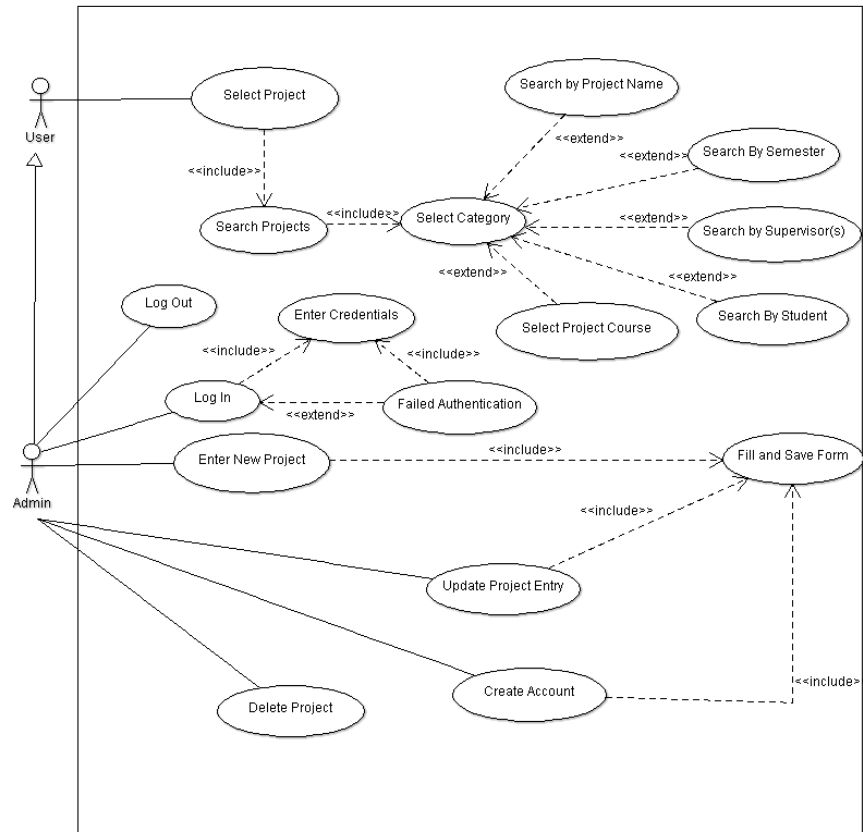 Search by Project Name
Select Project
User
<<extend>>
Search By Semester
<<extend>>
<<include>>
<<include>>
Search Projects
Select Category
<<extend>>
Search by Supervisor(s)
<<extend>>
<<extend>>
Log Out
Enter Credentials
Select Project Course
Search By Student
<<include>>
<<include>>
Log In
<<extend>>
Failed Authentication
Enter New Project
<<include>>
Fill and Save Form
Admin
<<include>>
Update Project Entry
<<include>
Create Account
Delete Project